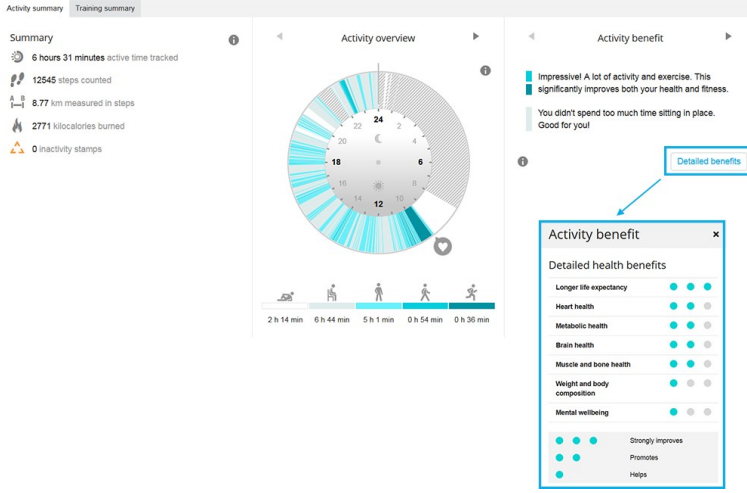 Activity summary
Training summary
Summary
6 hours 31 minutes active time tracked
12545 steps counted
A B
8.77 km measured in steps
2771 kilocalories burned
0 inactivity stamps
Activity overview
24
22 2
20 4
18 6
16 8
14 10
12
2 h 14 min 6 h 44 min 5 h 1 min 0 h 54 min 0 h 36 min
Activity benefit
Impressive! A lot of activity and exercise. This
significantly improves both your health and fitness.
You didn't spend too much time sitting in place.
Good for you!
Detailed benefits
Activity benefit ×
Detailed health benefits
Longer life expectancy
Heart health
Metabolic health
Brain health
Muscle and bone health
Weight and body
composition
Mental wellbeing
Strongly improves
Promotes
Helps